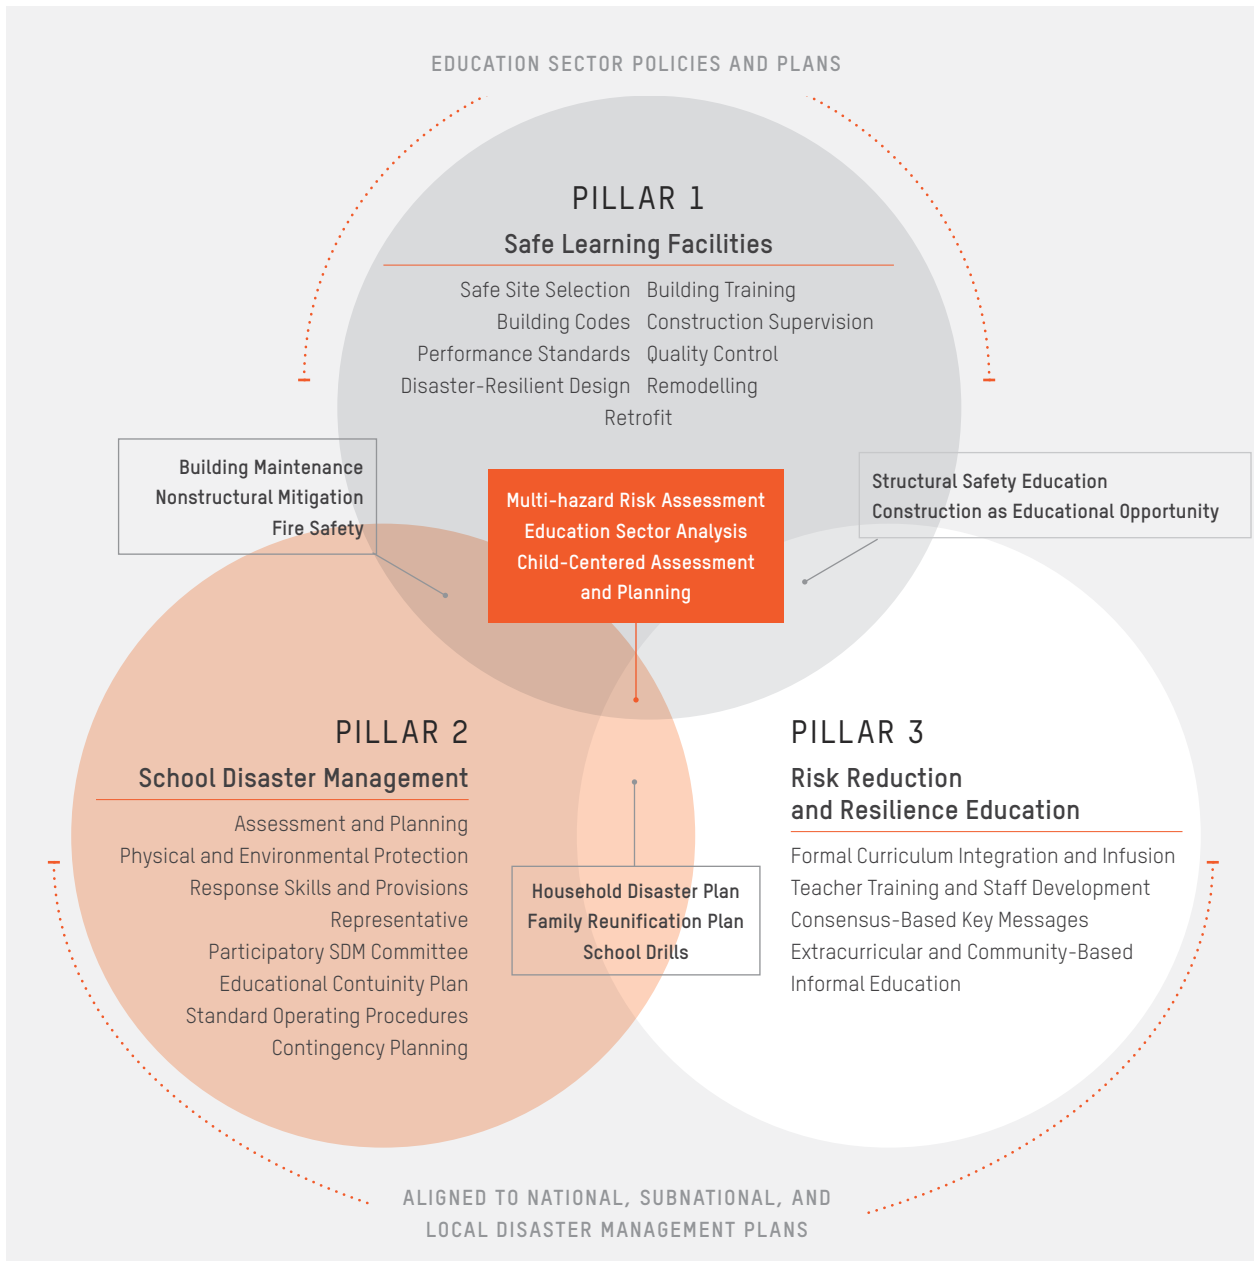 EDUCATION SECTOR POLICIES AND PLANS
PILLAR 1
Safe Learning Facilities
Safe Site Selection Building Training
Building Codes Construction Supervision
Performance Standards Quality Control
Disaster-Resilient Design Remodelling
Retrofit
Building Maintenance
Nonstructural Mitigation
Fire Safety
Multi-hazard Risk Assessment
Education Sector Analysis
Child-Centered Assessment
and Planning
Structural Safety Education
Construction as Educational Opportunity
PILLAR 2
School Disaster Management
Assessment and Planning
Physical and Environmental Protection
Response Skills and Provisions
Representative
Participatory SDM Committee
Educational Contuinity Plan
Standard Operating Procedures
Contingency Planning
Household Disaster Plan
Family Reunification Plan
School Drills
PILLAR 3
Risk Reduction
and Resilience Education
Formal Curriculum Integration and Infusion
Teacher Training and Staff Development
Consensus-Based Key Messages
Extracurricular and Community-Based
Informal Education
ALIGNED TO NATIONAL, SUBNATIONAL, AND
LOCAL DISASTER MANAGEMENT PLANS